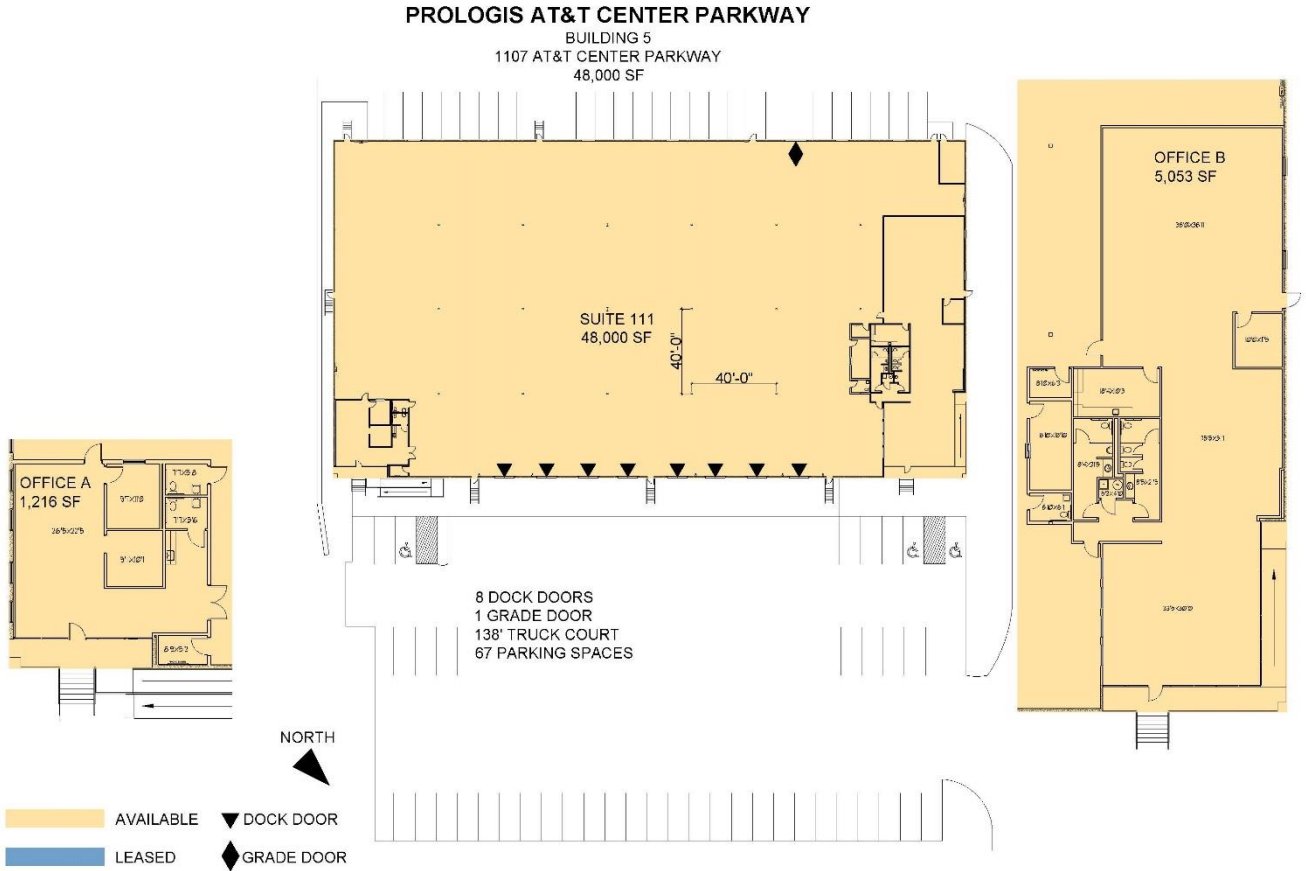 PROLOGIS AT&T CENTER PARKWAY
BUILDING 5
1107 AT&T CENTER PARKWAY
48,000 SF
OFFICE B
5,053 SF
SUITE 111
48,000 SF
40'-0"
40'-0"
OFFICE A
1,216 SF
8 DOCK DOORS
1 GRADE DOOR
138' TRUCK COURT
67 PARKING SPACES
NORTH
AVAILABLE
DOCK DOOR
LEASED
GRADE DOOR